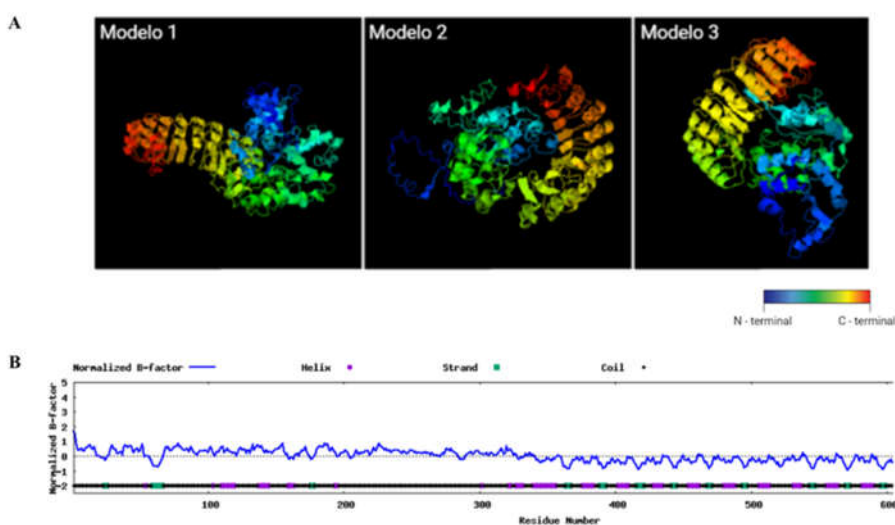 A
Modelo 1
Modelo 2
Modelo 3
N - terminal
C - terminal
B
Normalized B-factor
Helix
Strand
Coil
Normalized B-factor
5
4
3
2
1
0
-1
-2
100
200
300
400
500
600
Residue Number